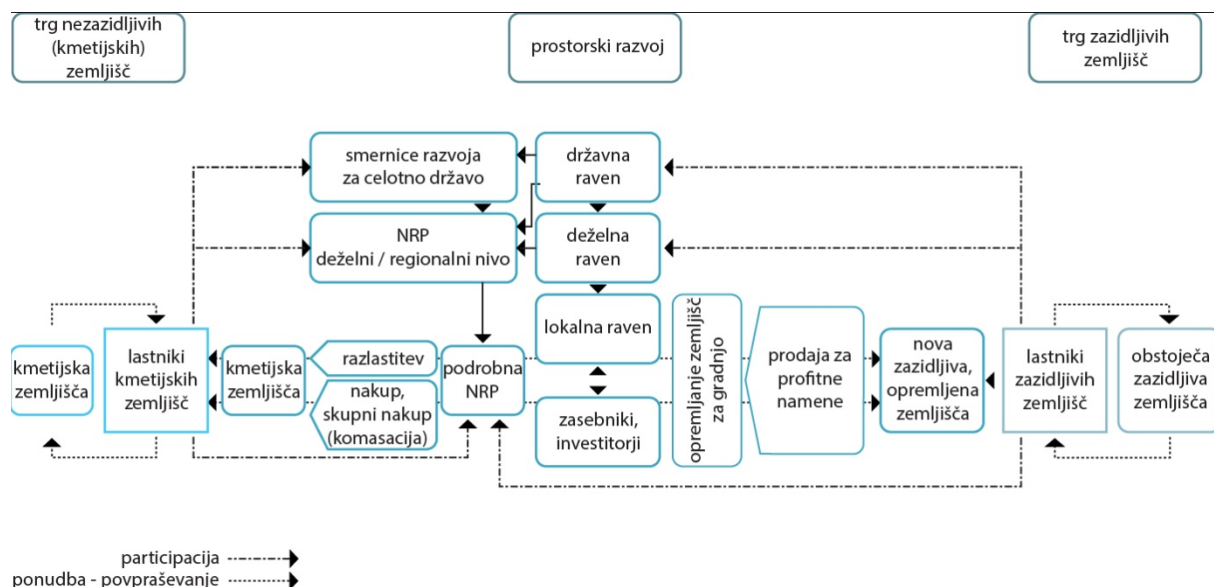 trg nezazidljivih
(kmetijskih)
zemljišč
prostorski razvoj
trg zazidljivih
zemljišč
smernice razvoja
za celotno državo
državna
raven
NRP
deželni / regionalni nivo
deželna
raven
lokalna raven
kmetijska
zemljišča
lastniki
kmetijskih
zemljišč
kmetijska
zemljišča
razlastitev
nakup,
skupni nakup
(komasacija)
podrobna
NRP
zasebniki,
investitorji
opremljanje zemljišč
za gradnjo
prodaja za
profitne
namene
nova
zazidljiva,
opremljena
zemljišča
lastniki
zazidljivih
zemljišč
obstoječa
zazidljiva
zemljišča
participacija
ponudba - povpraševanje